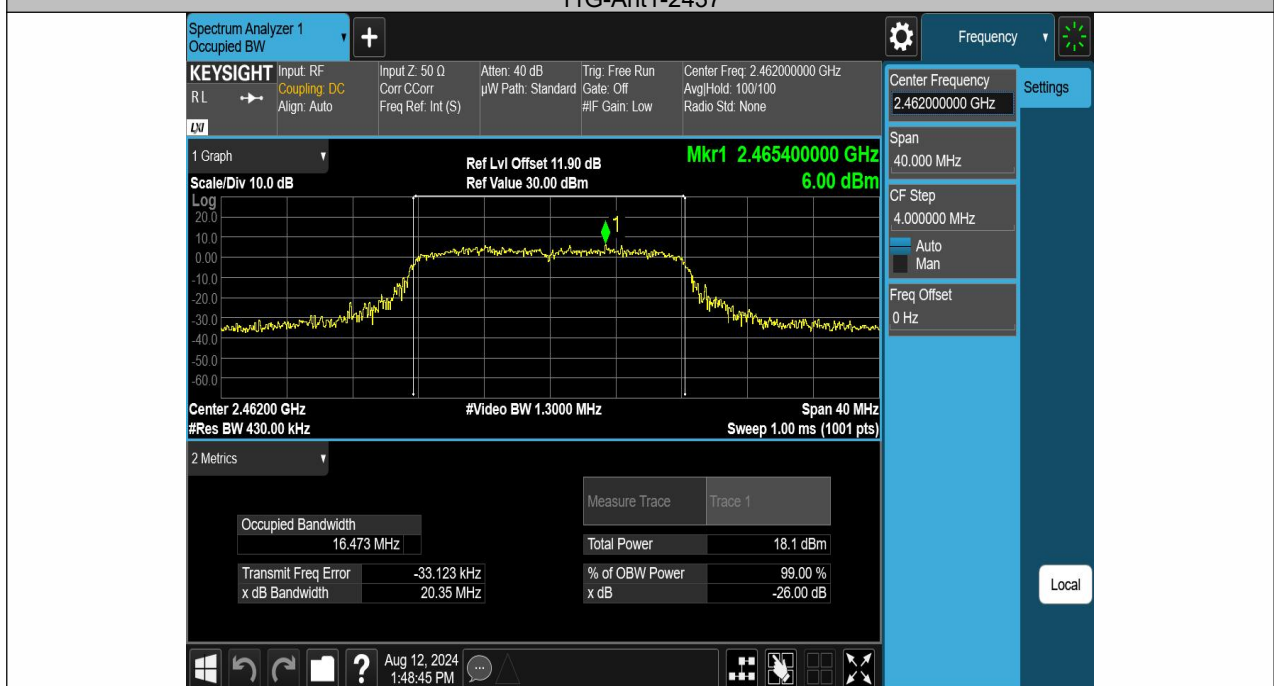 11G-Ant1-2437
Spectrum Analyzer 1
Occupied BW
+
Frequency
KEYSIGHT
RL
LXI
Input: RF
Coupling: DC
Align: Auto
Input Z: 50 Ω
Corr CCorr
Freq Ref: Int (S)
Atten: 40 dB
µW Path: Standard
Trig: Free Run
Gate: Off
#IF Gain: Low
Center Freq: 2.462000000 GHz
Avg|Hold: 100/100
Radio Std: None
Center Frequency
2.462000000 GHz
Settings
Span
40.000 MHz
CF Step
4.000000 MHz
Auto
Man
Freq Offset
0 Hz
1 Graph
Scale/Div 10.0 dB
Ref Lvl Offset 11.90 dB
Ref Value 30.00 dBm
Mkr1 2.465400000 GHz
6.00 dBm
Log
20.0
10.0
0.00
-10.0
-20.0
-30.0
-40.0
-50.0
-60.0
1
Center 2.46200 GHz
#Res BW 430.00 kHz
#Video BW 1.3000 MHz
Span 40 MHz
Sweep 1.00 ms (1001 pts)
2 Metrics
Measure Trace Trace 1
Occupied Bandwidth
16.473 MHz
Total Power 18.1 dBm
Transmit Freq Error -33.123 kHz
% of OBW Power 99.00 %
x dB Bandwidth 20.35 MHz
x dB -26.00 dB
Local
?
Aug 12, 2024
1:48:45 PM